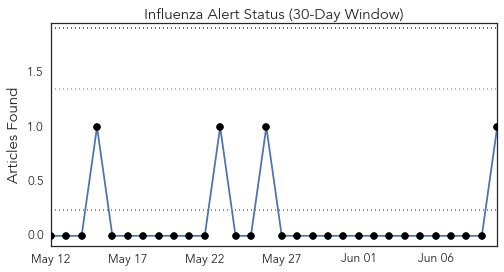 Influenza Alert Status (30-Day Window)
Articles Found
1.5
1.0
0.5
0.0
May 12 May 17 May 22 May 27 Jun 01 Jun 06